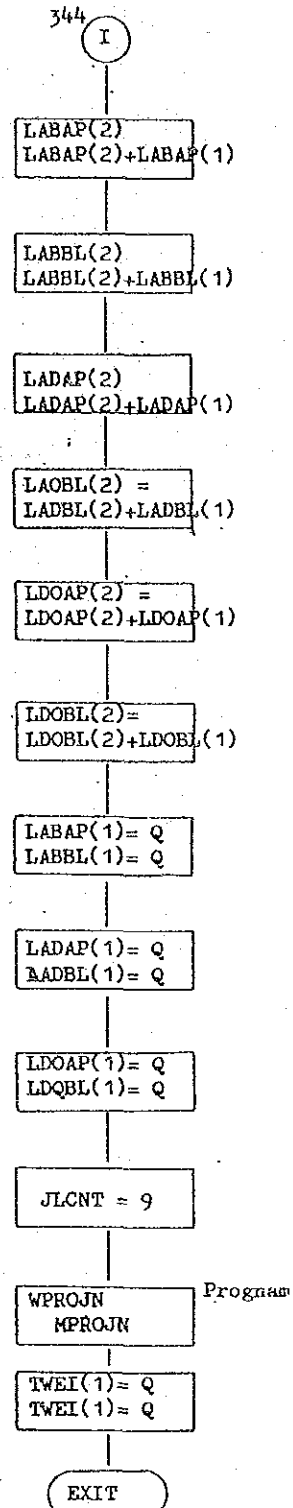 344
I
LABAP(2)
LABAP(2)+LABAP(1)
LABBL(2)
LABBL(2)+LABBL(1)
LADAP(2)
LADAP(2)+LADAP(1)
LAOBL(2) =
LADBL(2)+LADBL(1)
LDOAP(2) =
LDOAP(2)+LDOAP(1)
LDOBL(2)=
LDOBL(2)+LDOBL(1)
LABAP(1)= Q
LABBL(1)= Q
LADAP(1)= Q
AADBL(1)= Q
LDOAP(1)= Q
LDQBL(1)= Q
JLCNT = 9
WPROJN Prognam
MPROJN
TWEI(1)= Q
TWEI(1)= Q
EXIT